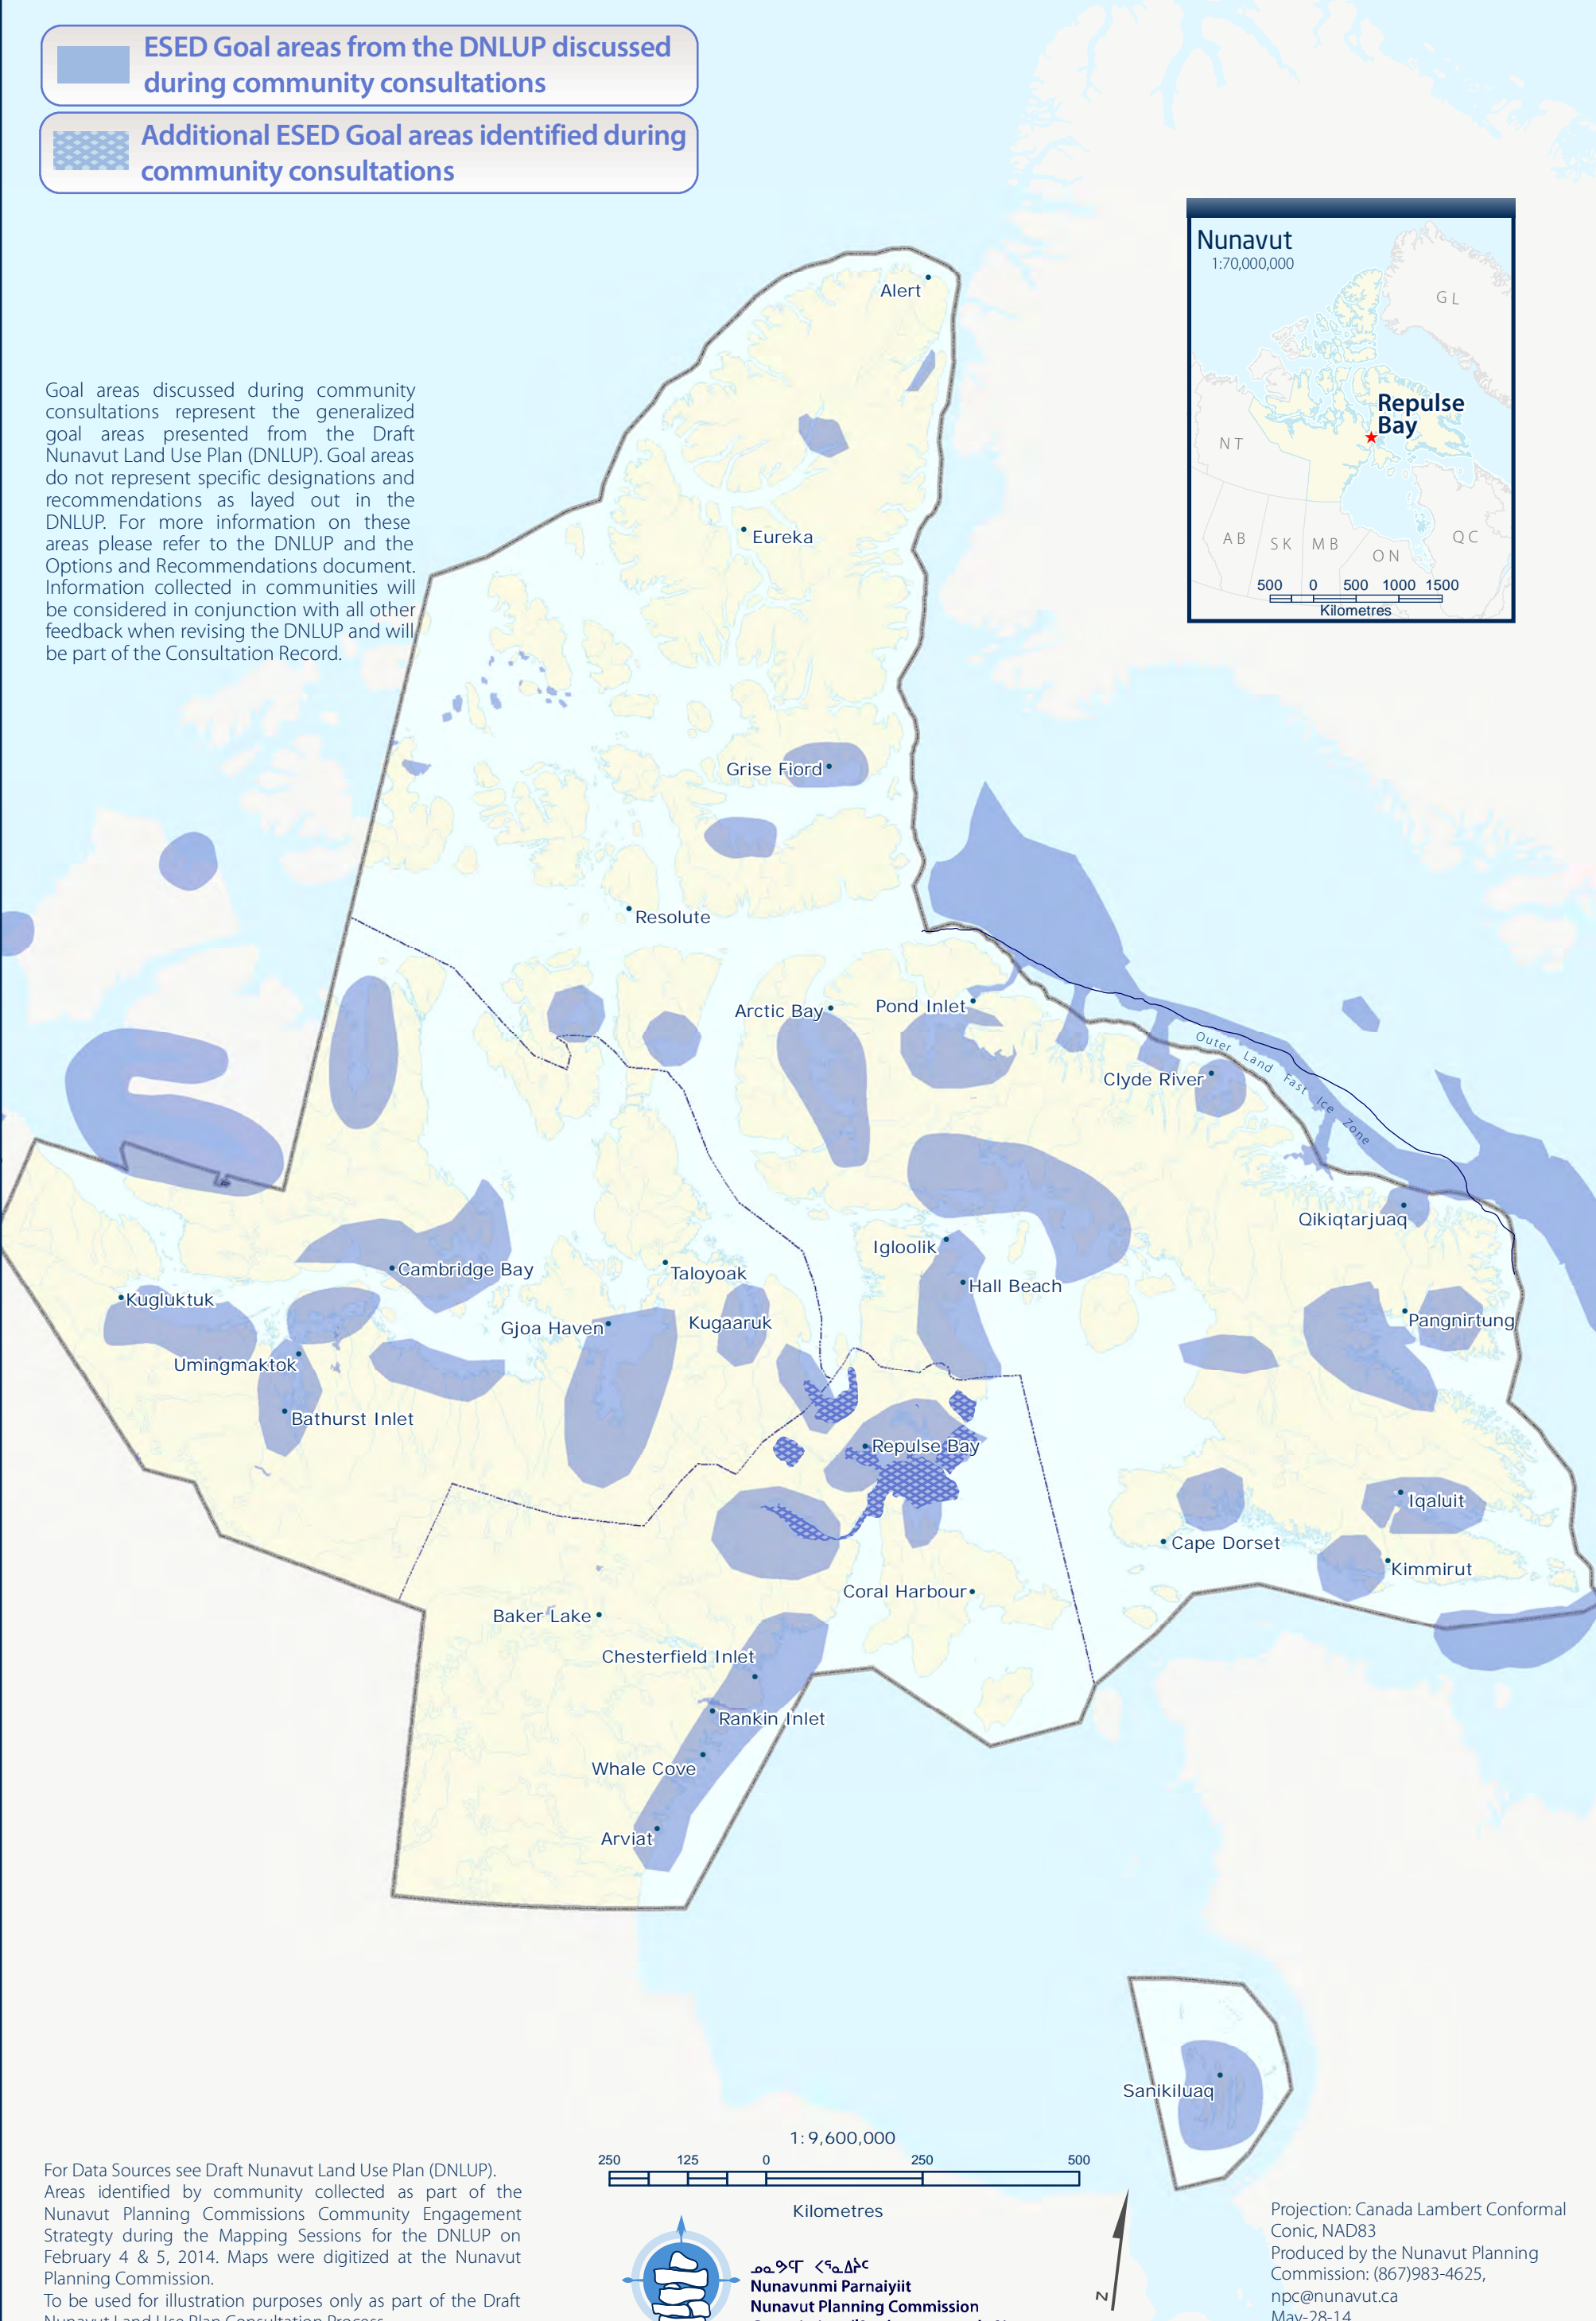 ESED Goal areas from the DNLUP discussed
during community consultations
Additional ESED Goal areas identified during
community consultations
Nunavut
1:70,000,000
GL
Repulse
Bay
NT
AB
SK
MB
ON
QC
500 0 500 1000 1500
Kilometres
Goal areas discussed during community
consultations represent the generalized
goal areas presented from the Draft
Nunavut Land Use Plan (DNLUP). Goal areas
do not represent specific designations and
recommendations as layed out in the
DNLUP. For more information on these
areas please refer to the DNLUP and the
Options and Recommendations document.
Information collected in communities will
be considered in conjunction with all other
feedback when revising the DNLUP and will
be part of the Consultation Record.
Alert
Eureka
Grise Fiord
Resolute
Arctic Bay
Pond Inlet
Outer Land Fast Ice Zone
Clyde River
Qikiqtarjuaq
Igloolik
Cambridge Bay
Taloyoak
Hall Beach
Kugluktuk
Gjoa Haven
Kugaaruk
Pangnirtung
Umingmaktok
Bathurst Inlet
Repulse Bay
Iqaluit
Cape Dorset
Kimmirut
Coral Harbour
Baker Lake
Chesterfield Inlet
Rankin Inlet
Whale Cove
Arviat
Sanikiluaq
1:9,600,000
250 125 0 250 500
Kilometres
For Data Sources see Draft Nunavut Land Use Plan (DNLUP).
Areas identified by community collected as part of the
Nunavut Planning Commissions Community Engagement
Strategty during the Mapping Sessions for the DNLUP on
February 4 & 5, 2014. Maps were digitized at the Nunavut
Planning Commission.
To be used for illustration purposes only as part of the Draft
Nunavut Land Use Plan Consultation Process.
ᓄᓇᕗᒻᒥ ᐸᕐᓇᐃᔩᑦ
Nunavunmi Parnaiyiit
Nunavut Planning Commission
N
Projection: Canada Lambert Conformal
Conic, NAD83
Produced by the Nunavut Planning
Commission: (867)983-4625,
npc@nunavut.ca
May-28-14